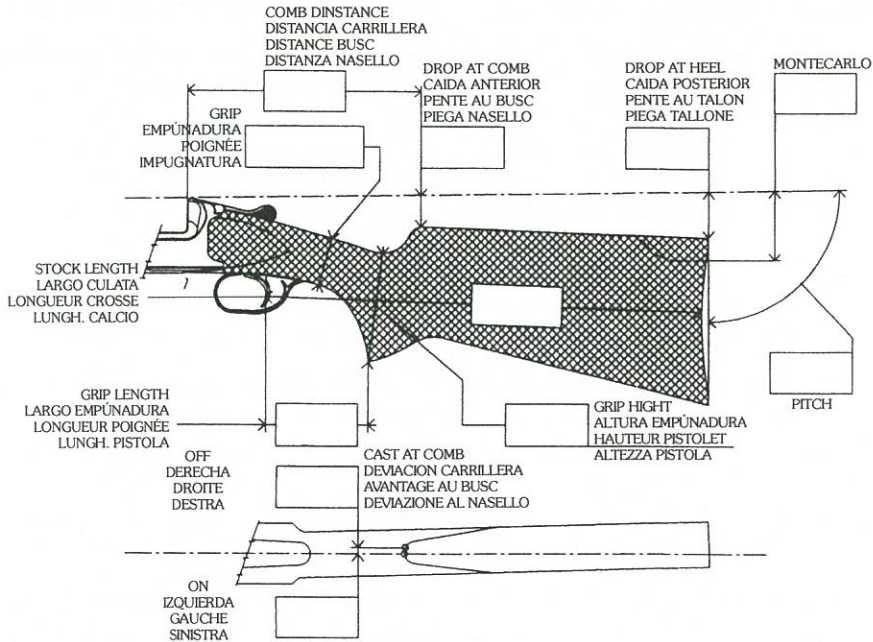 COMB DINSTANCE
DISTANCIA CARRILLERA
DISTANCE BUSC
DISTANZA NASELLO
GRIP
EMPÚNADURA
POIGNÉE
IMPUGNATURA
DROP AT COMB
CAIDA ANTERIOR
PENTE AU BUSC
PIEGA NASELLO
DROP AT HEEL
CAIDA POSTERIOR
PENTE AU TALON
PIEGA TALLONE
MONTECARLO
STOCK LENGTH
LARGO CULATA
LONGUEUR CROSSE
LUNGH. CALCIO
PITCH
GRIP LENGTH
LARGO EMPÚNADURA
LONGUEUR POIGNÉE
LUNGH. PISTOLA
GRIP HIGHT
ALTURA EMPÚNADURA
HAUTEUR PISTOLET
ALTEZZA PISTOLA
OFF
DERECHA
DROITE
DESTRA
CAST AT COMB
DEVIACION CARRILLERA
AVANTAGE AU BUSC
DEVIAZIONE AL NASELLO
ON
IZQUIERDA
GAUCHE
SINISTRA